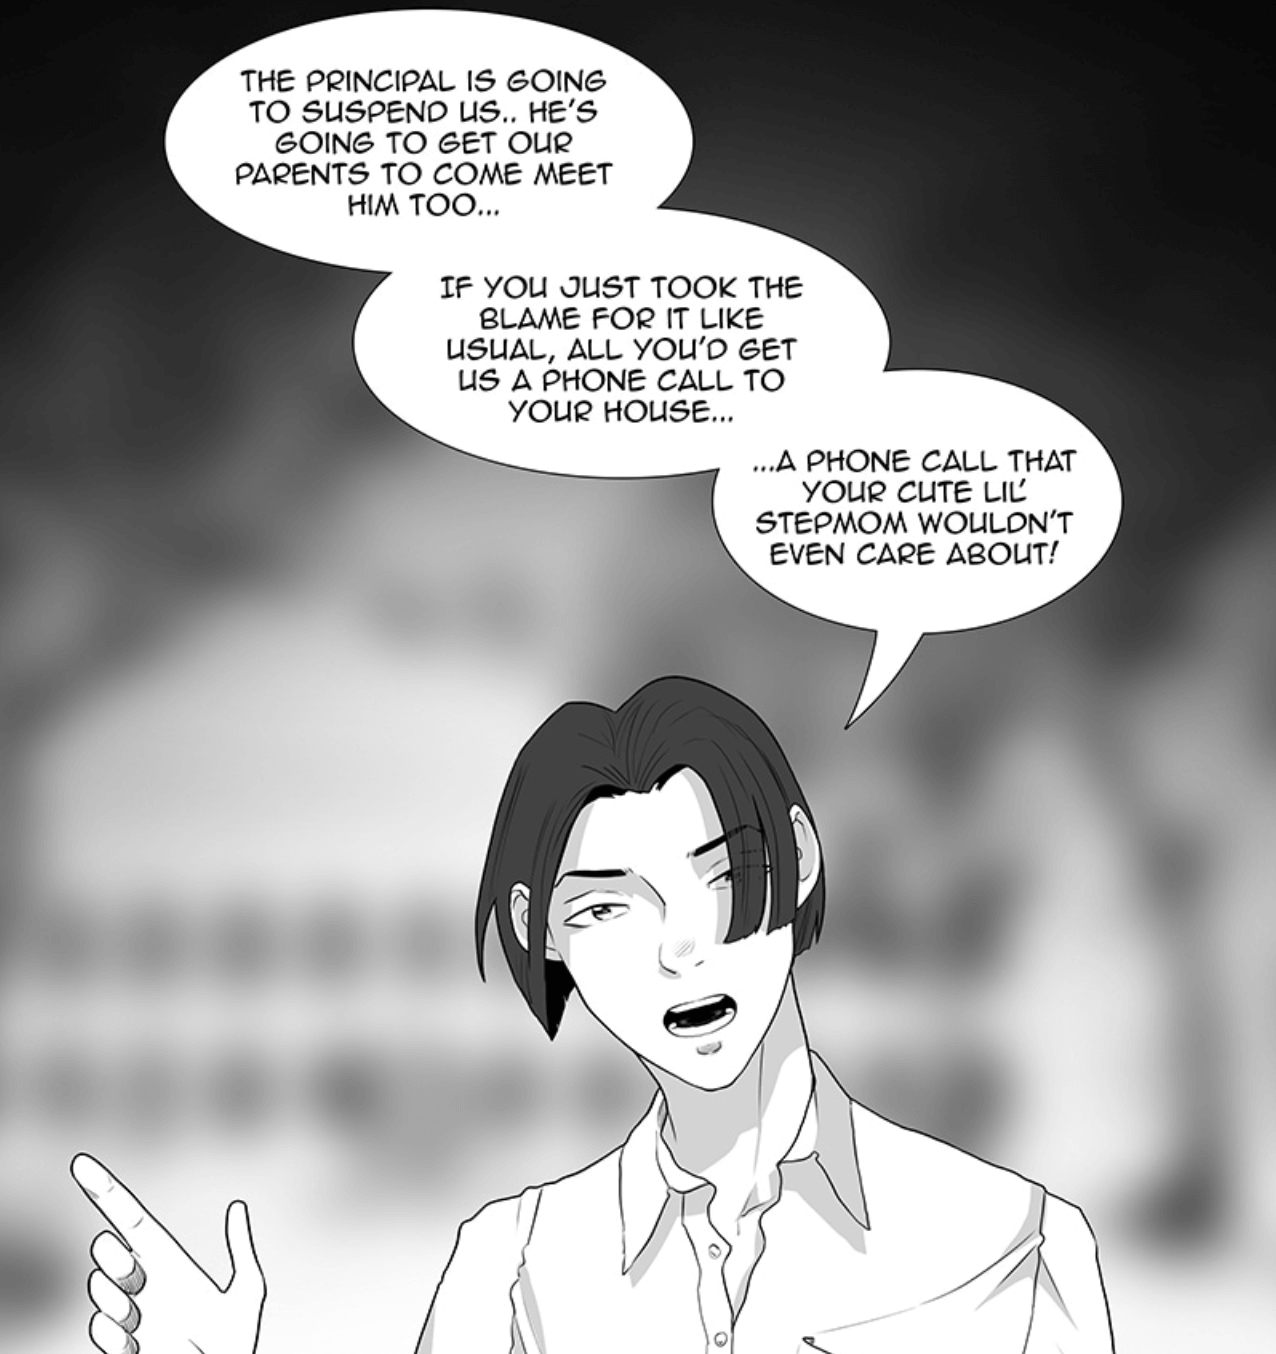 THE PRINCIPAL IS GOING
TO SUSPEND US.. HE'S
GOING TO GET OUR
PARENTS TO COME MEET
HIM TOO...
IF YOU JUST TOOK THE
BLAME FOR IT LIKE
USUAL, ALL YOU'D GET
US A PHONE CALL TO
YOUR HOUSE...
...A PHONE CALL THAT
YOUR CUTE LIL'
STEPMOM WOULDN'T
EVEN CARE ABOUT!